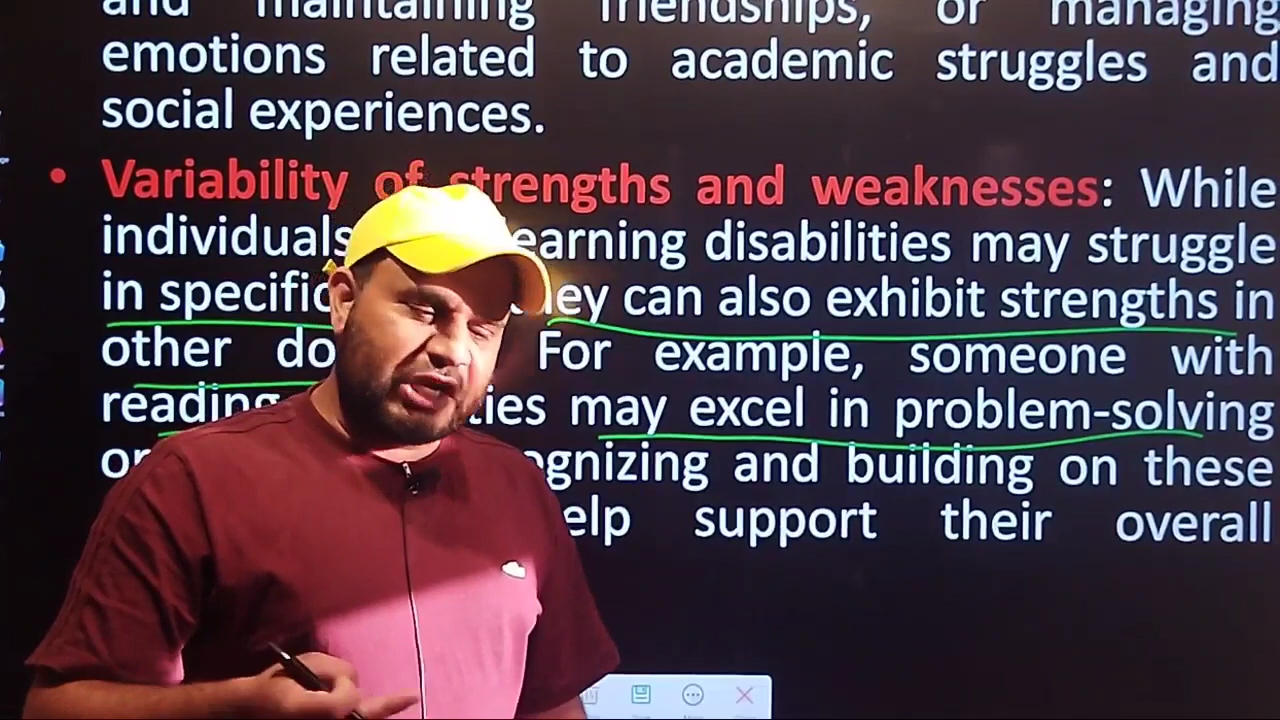 and maintaining friendships, or managing
emotions related to academic struggles and
social experiences.
• Variability of strengths and weaknesses: While
individuals earning disabilities may struggle
in specific ey can also exhibit strengths in
other do For example, someone with
reading ties may excel in problem-solving
or ognizing and building on these
elp support their overall